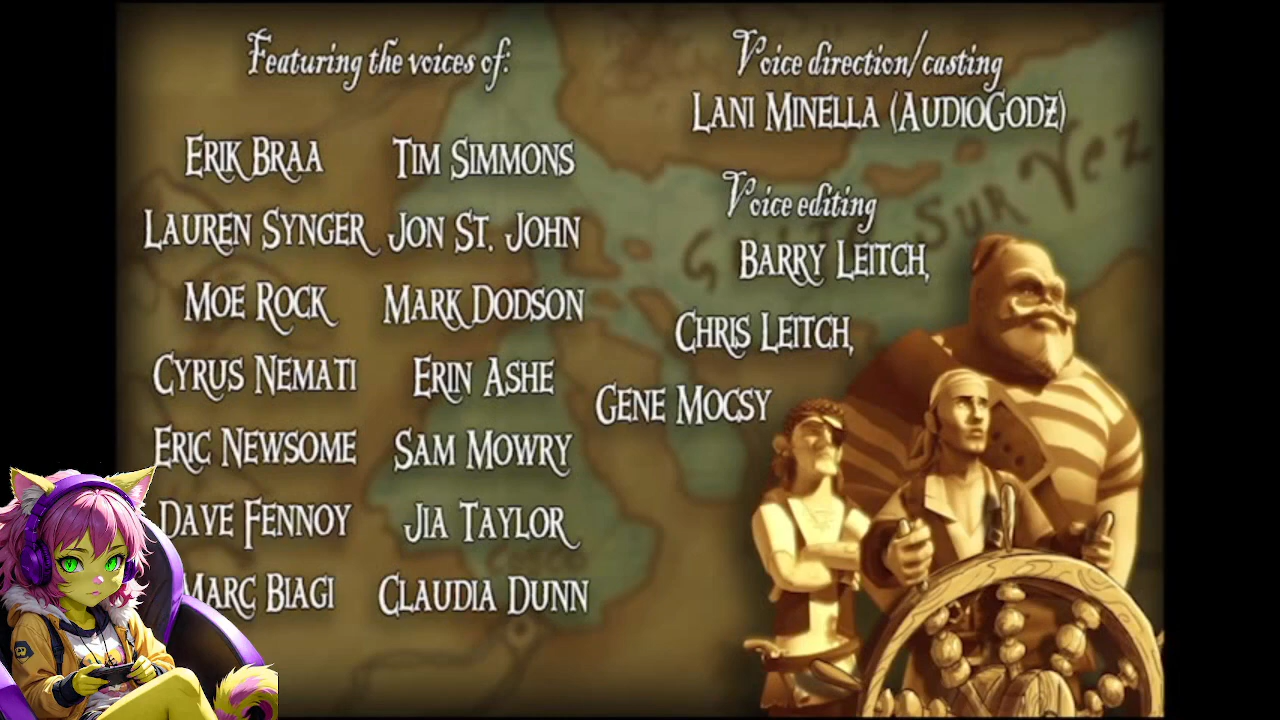 Featuring the voices of:
Erik Braa
Tim Simmons
Lauren Synger
Jon St. John
Moe Rock
Mark Dodson
Cyrus Nemati
Erin Ashe
Eric Newsome
Sam Mowry
Dave Fennoy
Jia Taylor
Marc Biagi
Claudia Dunn
Voice direction/casting
Lani Minella (AudioGodz)
Voice editing
Barry Leitch,
Chris Leitch,
Gene Mocsy
Sur Vez